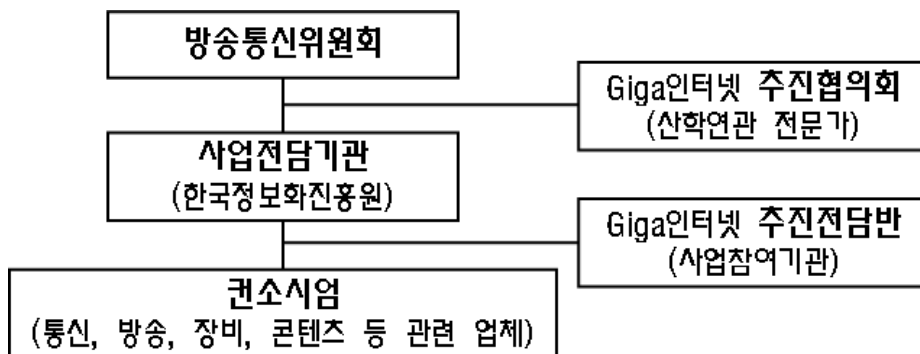 방송통신위원회
Giga인터넷 추진협의회
(산학연관 전문가)
사업전담기관
(한국정보화진흥원)
Giga인터넷 추진전담반
(사업참여기관)
컨소시엄
(통신, 방송, 장비, 콘텐츠 등 관련 업체)